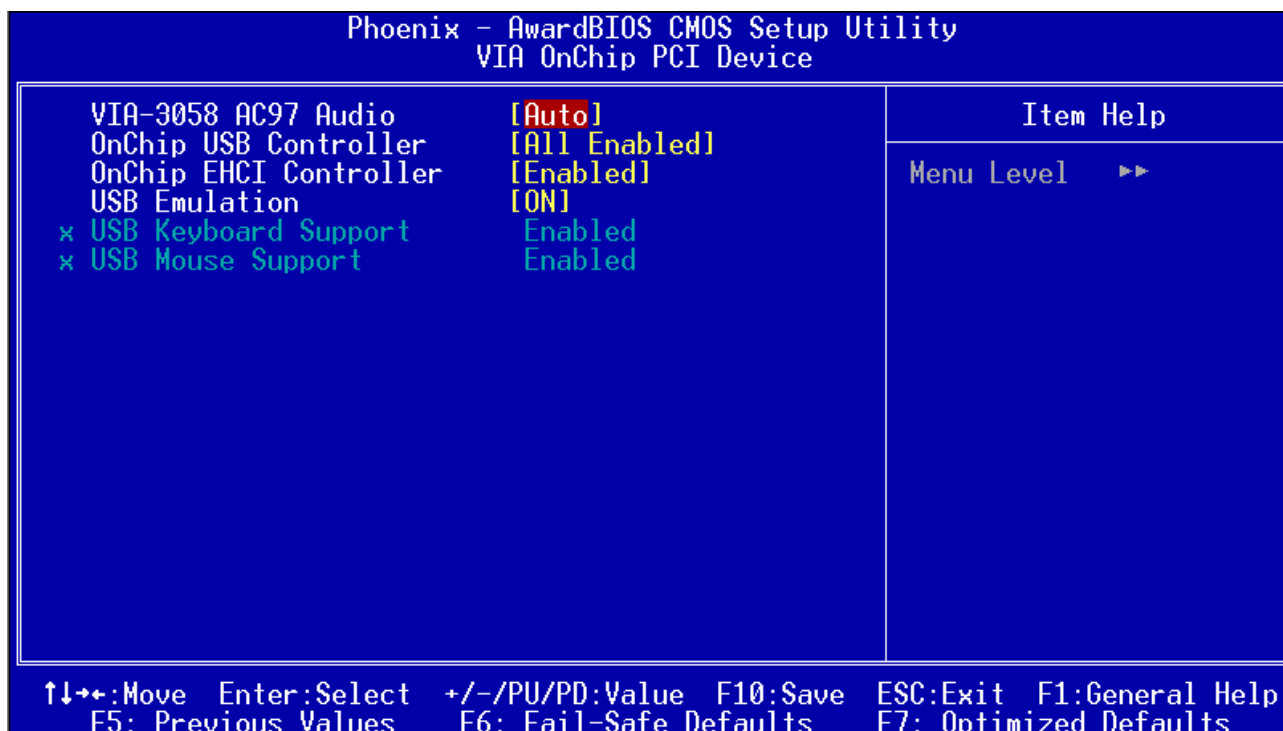 Phoenix - AwardBIOS CMOS Setup Utility
VIA OnChip PCI Device
VIA-3058 AC97 Audio [Auto]
OnChip USB Controller [All Enabled]
OnChip EHCI Controller [Enabled]
USB Emulation [ON]
x USB Keyboard Support Enabled
x USB Mouse Support Enabled
Item Help
Menu Level ►►
↑↓→←:Move Enter:Select +/-/PU/PD:Value F10:Save ESC:Exit F1:General Help
F5: Previous Values F6: Fail-Safe Defaults F7: Optimized Defaults